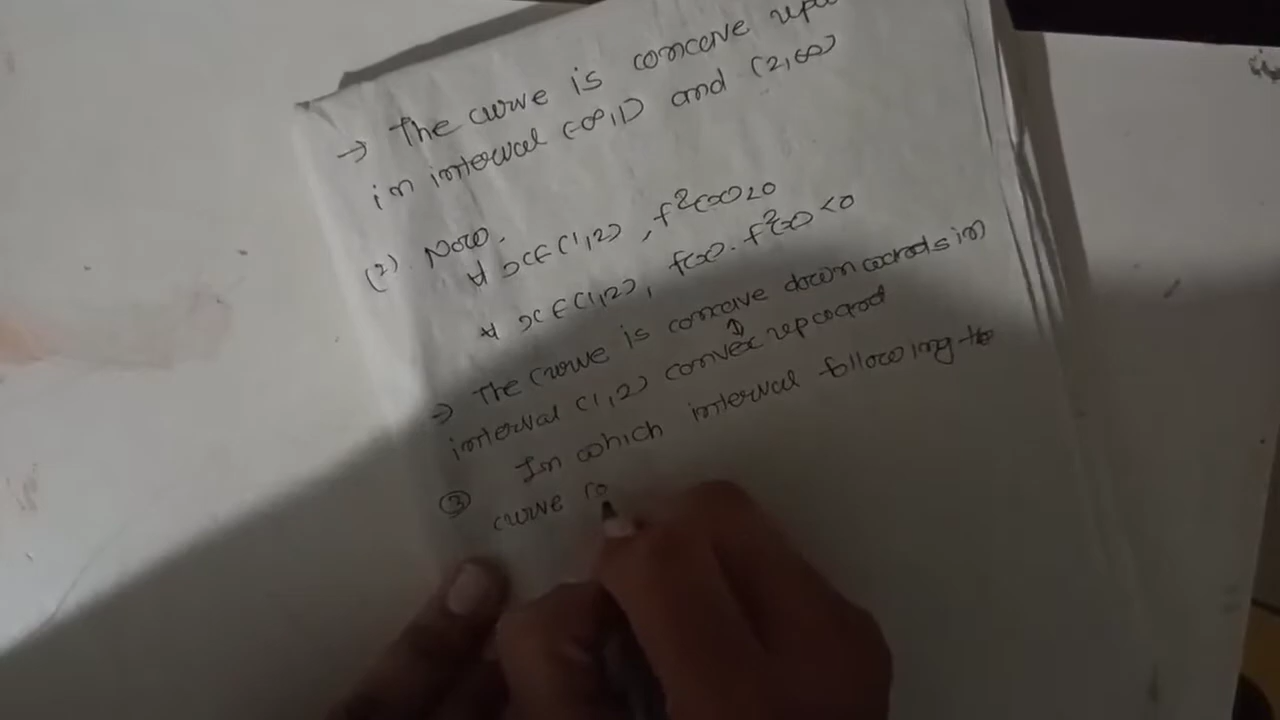 → The curve is concave
in interval (-∞,1) and (2,∞)
(2). Now,
∀ x∈(1,2), f²(x)<0
∀ x∈(1,2), f(x).f²(x)<0
⇒ The curve is concave downwards in
interval (1,2) convex upward
③ In which interval following the
curve